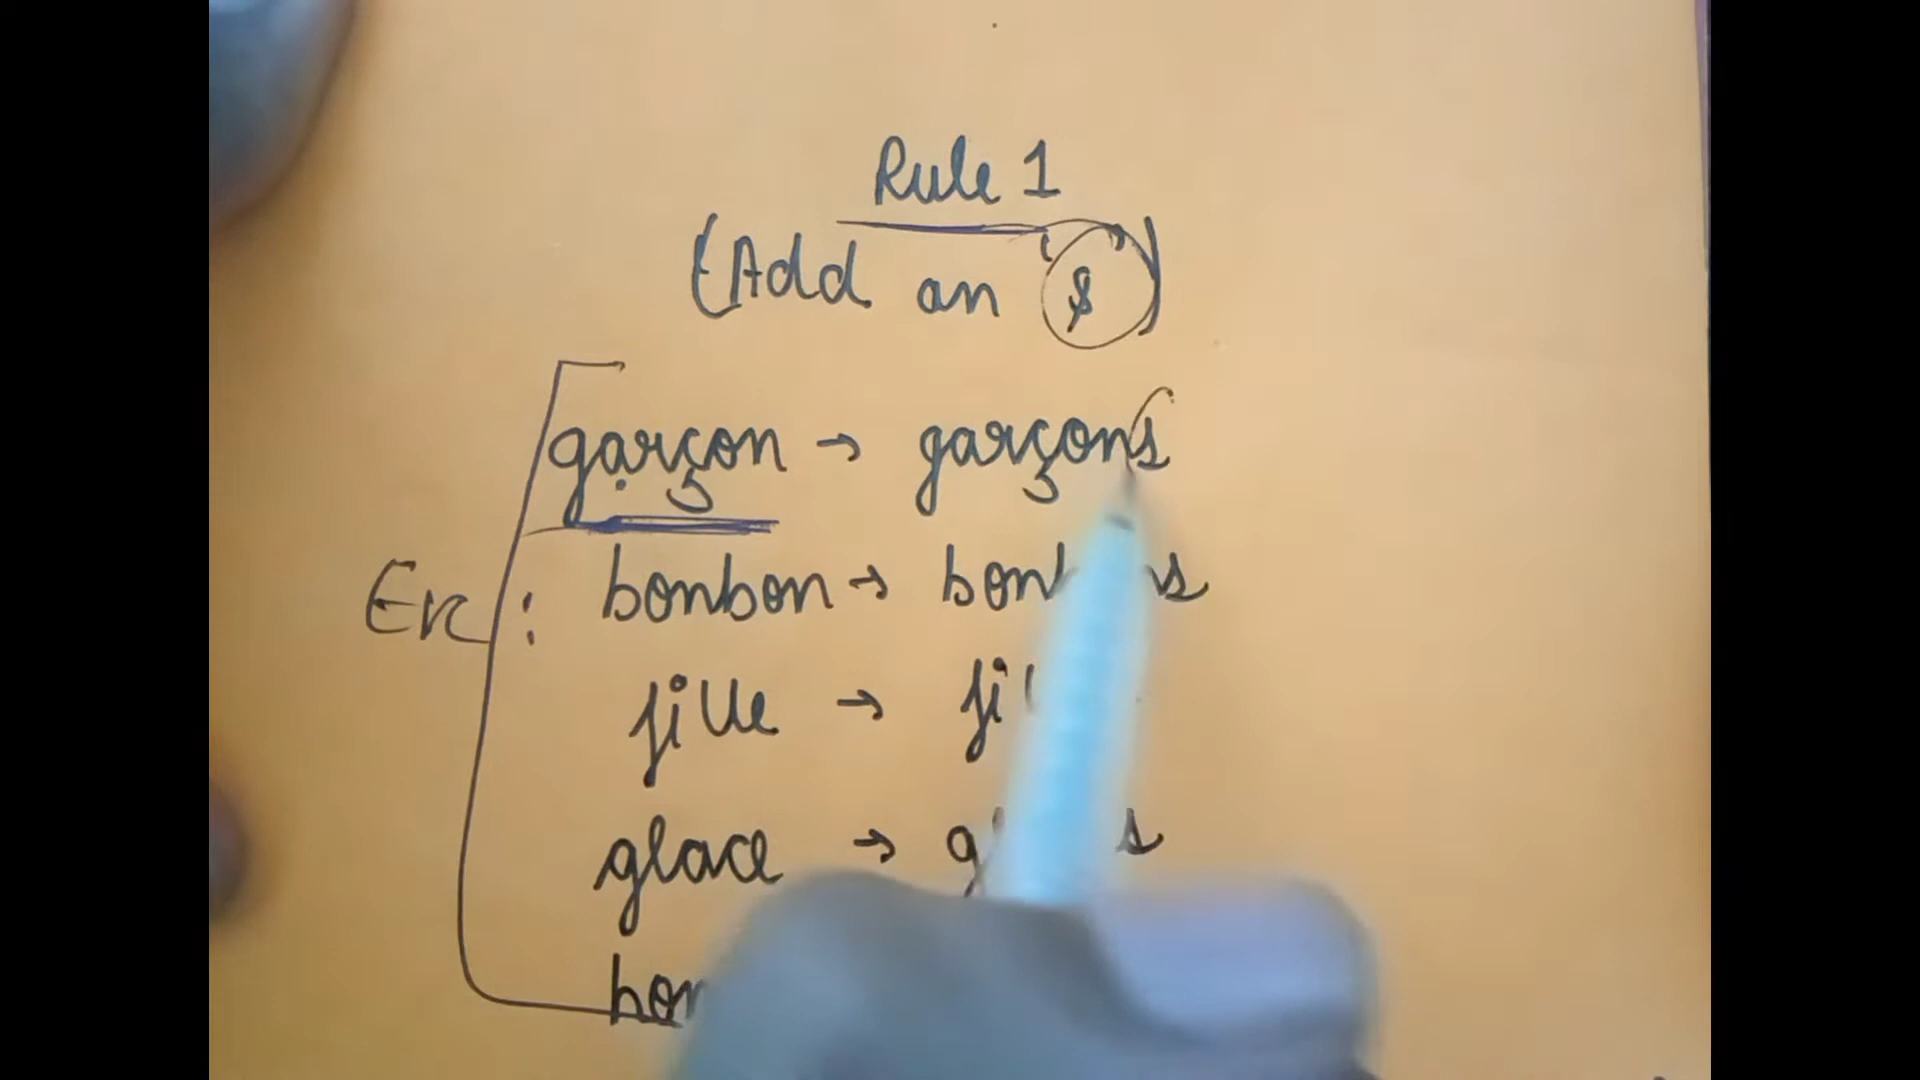 Rule 1
(Add an "s")
garçon → garçons
Ex : bonbon →
fille →
glace →